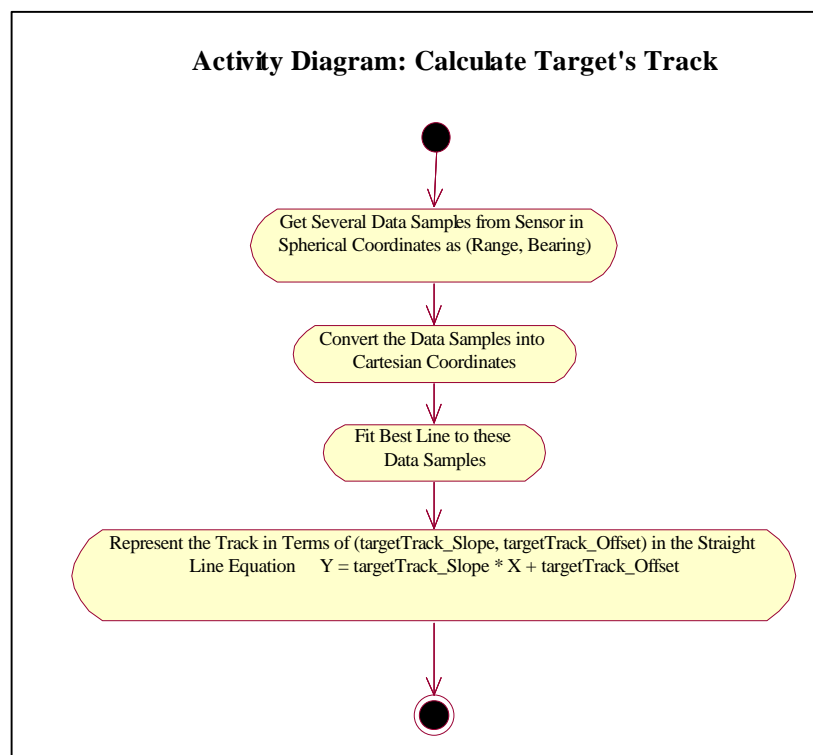 Activity Diagram: Calculate Target's Track
Get Several Data Samples from Sensor in
Spherical Coordinates as (Range, Bearing)
Convert the Data Samples into
Cartesian Coordinates
Fit Best Line to these
Data Samples
Represent the Track in Terms of (targetTrack_Slope, targetTrack_Offset) in the Straight
Line Equation Y = targetTrack_Slope * X + targetTrack_Offset